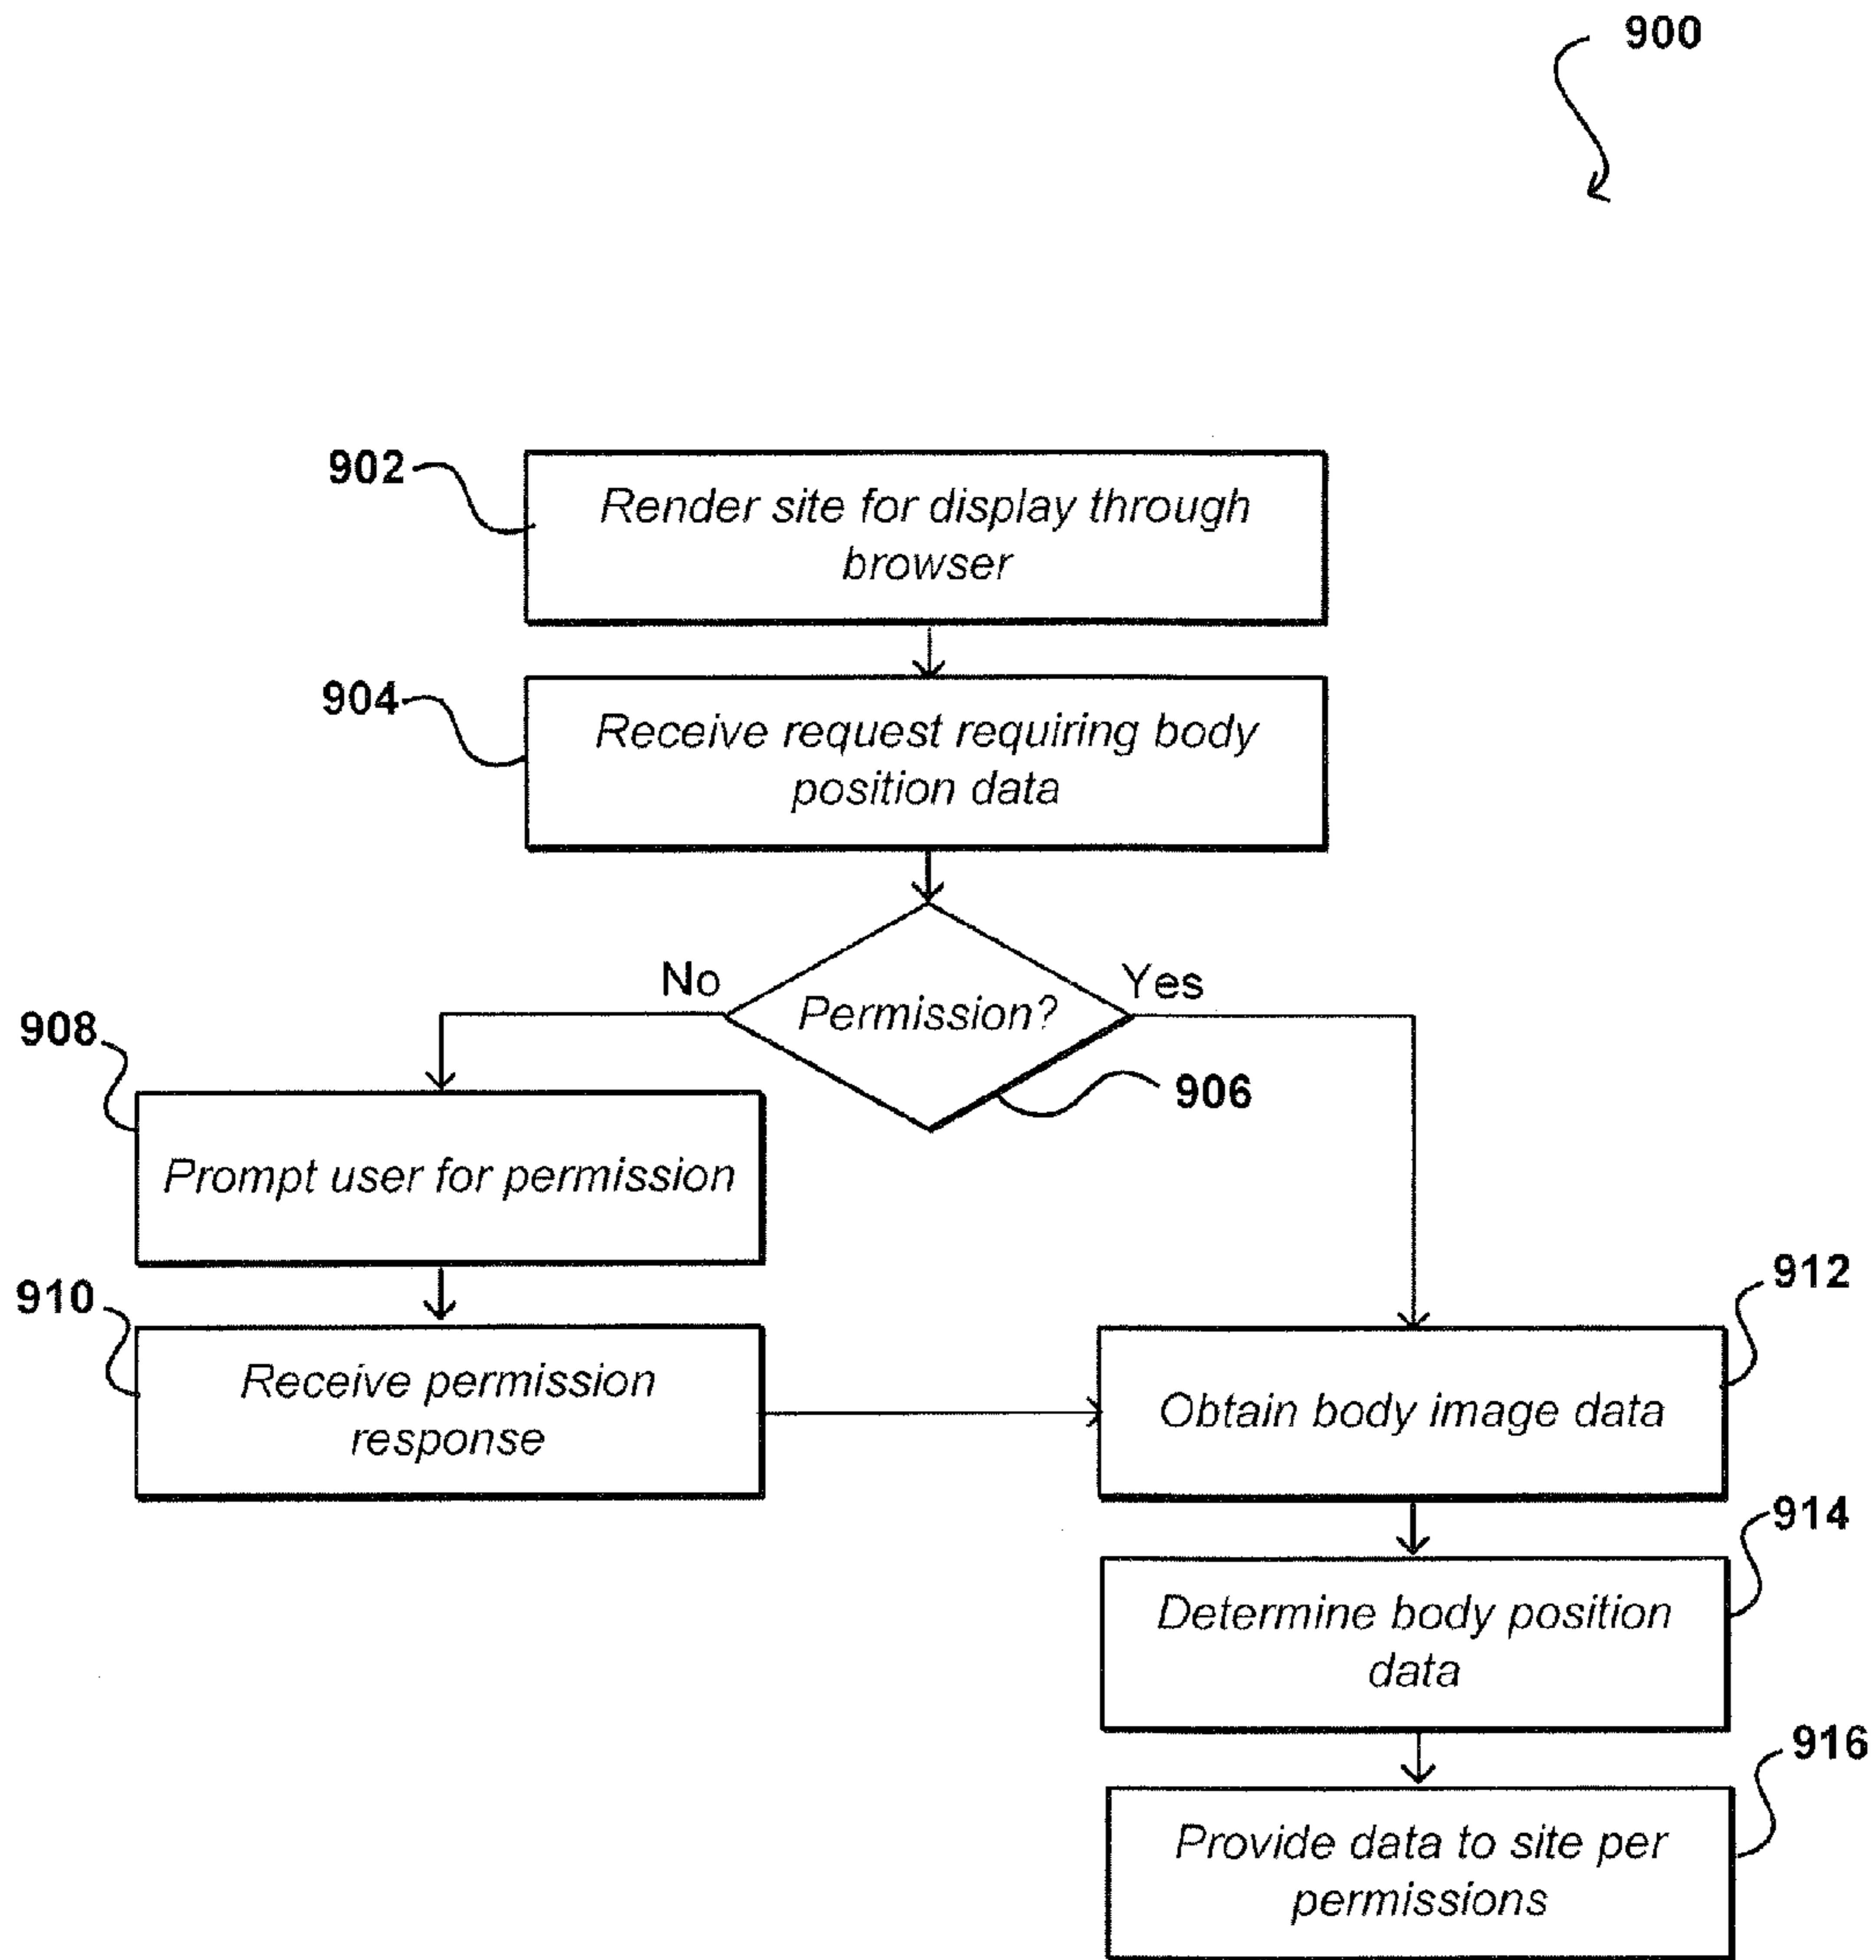 900
902
Render site for display through
browser
904
Receive request requiring body
position data
No
Yes
Permission?
906
908
Prompt user for permission
910
Receive permission
response
912
Obtain body image data
914
Determine body position
data
916
Provide data to site per
permissions